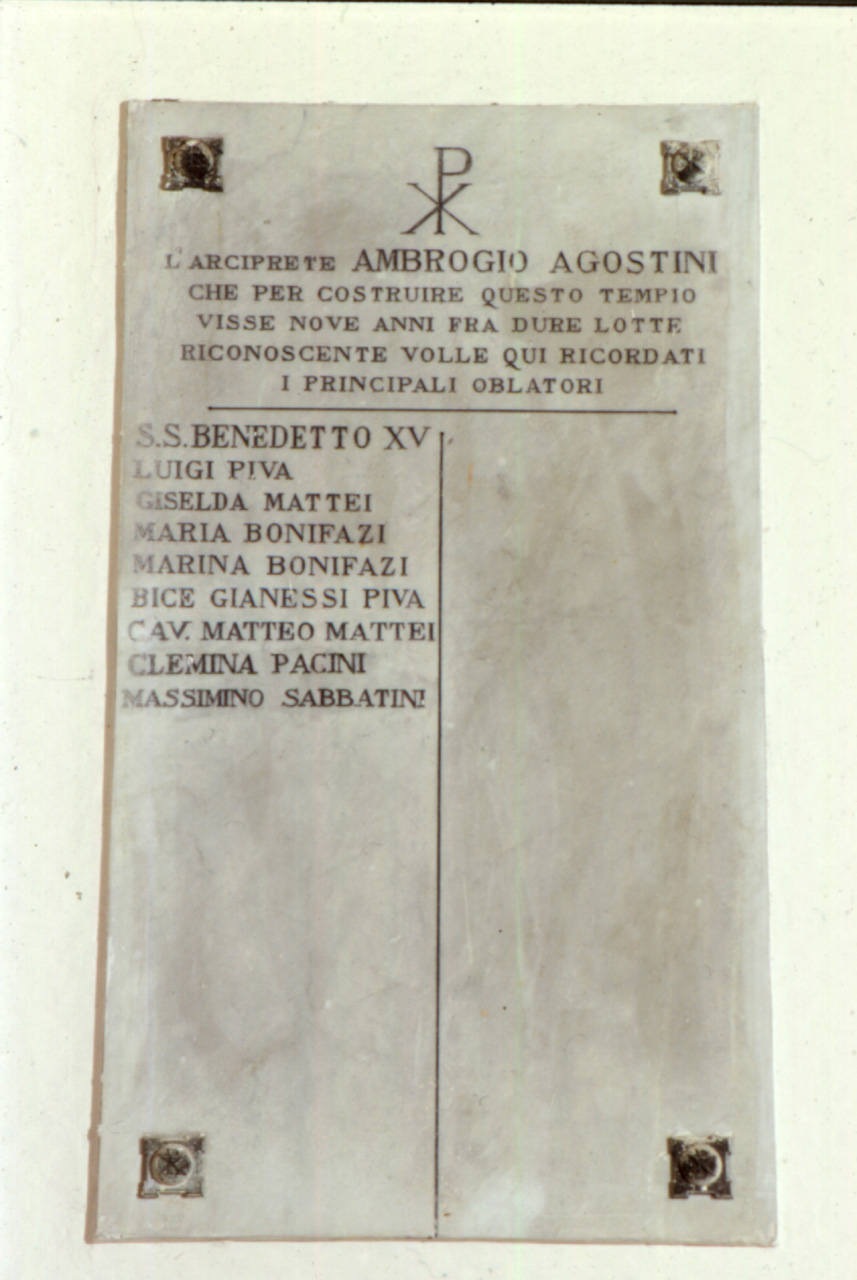 L'ARCIPRETE AMBROGIO AGOSTINI
CHE PER COSTRUIRE QUESTO TEMPIO
VISSE NOVE ANNI FRA DURE LOTTE
RICONOSCENTE VOLLE QUI RICORDATI
I PRINCIPALI OBLATORI
S.S. BENEDETTO XV
LUIGI PIVA
GISELDA MATTEI
MARIA BONIFAZI
MARINA BONIFAZI
BICE GIANESSI PIVA
CAV. MATTEO MATTEI
CLEMINA PACINI
MASSIMINO SABBATINI